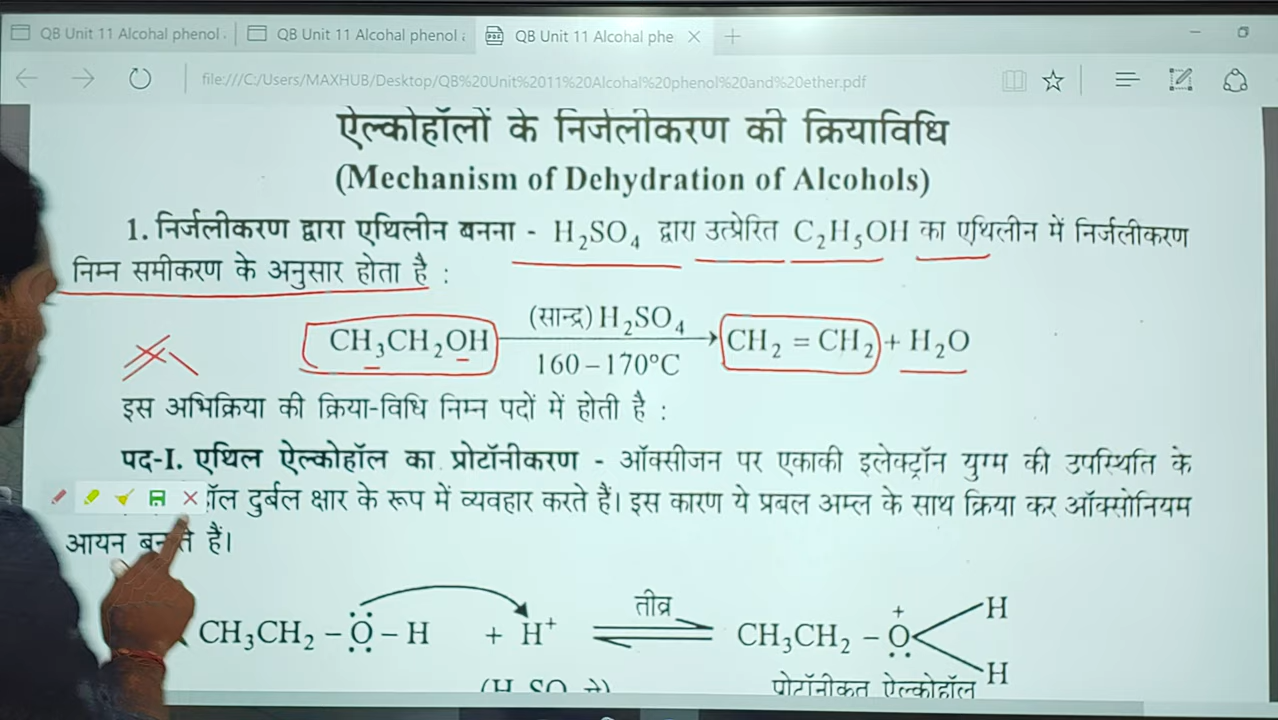 QB Unit 11 Alcohal phenol QB Unit 11 Alcohal phenol QB Unit 11 Alcohal phe
file:///C:/Users/MAXHUB/Desktop/QB%20Unit%2011%20Alcohal%20phenol%20and%20ether.pdf
ऐल्कोहॉलों के निर्जलीकरण की क्रियाविधि
(Mechanism of Dehydration of Alcohols)
1. निर्जलीकरण द्वारा एथिलीन बनना - H₂SO₄ द्वारा उत्प्रेरित C₂H₅OH का एथिलीन में निर्जलीकरण
निम्न समीकरण के अनुसार होता है :
(सान्द्र) H₂SO₄
CH₃CH₂OH CH₂ = CH₂ + H₂O
160–170°C
इस अभिक्रिया की क्रिया-विधि निम्न पदों में होती है :
पद-I. एथिल ऐल्कोहॉल का प्रोटॉनीकरण - ऑक्सीजन पर एकाकी इलेक्ट्रॉन युग्म की उपस्थिति के
दुर्बल क्षार के रूप में व्यवहार करते हैं। इस कारण ये प्रबल अम्ल के साथ क्रिया कर ऑक्सोनियम
आयन हैं।
तीव्र
CH₃CH₂ – Ö – H + H⁺ CH₃CH₂ – O⁺ H
H
प्रोटॉनीकृत ऐल्कोहॉल